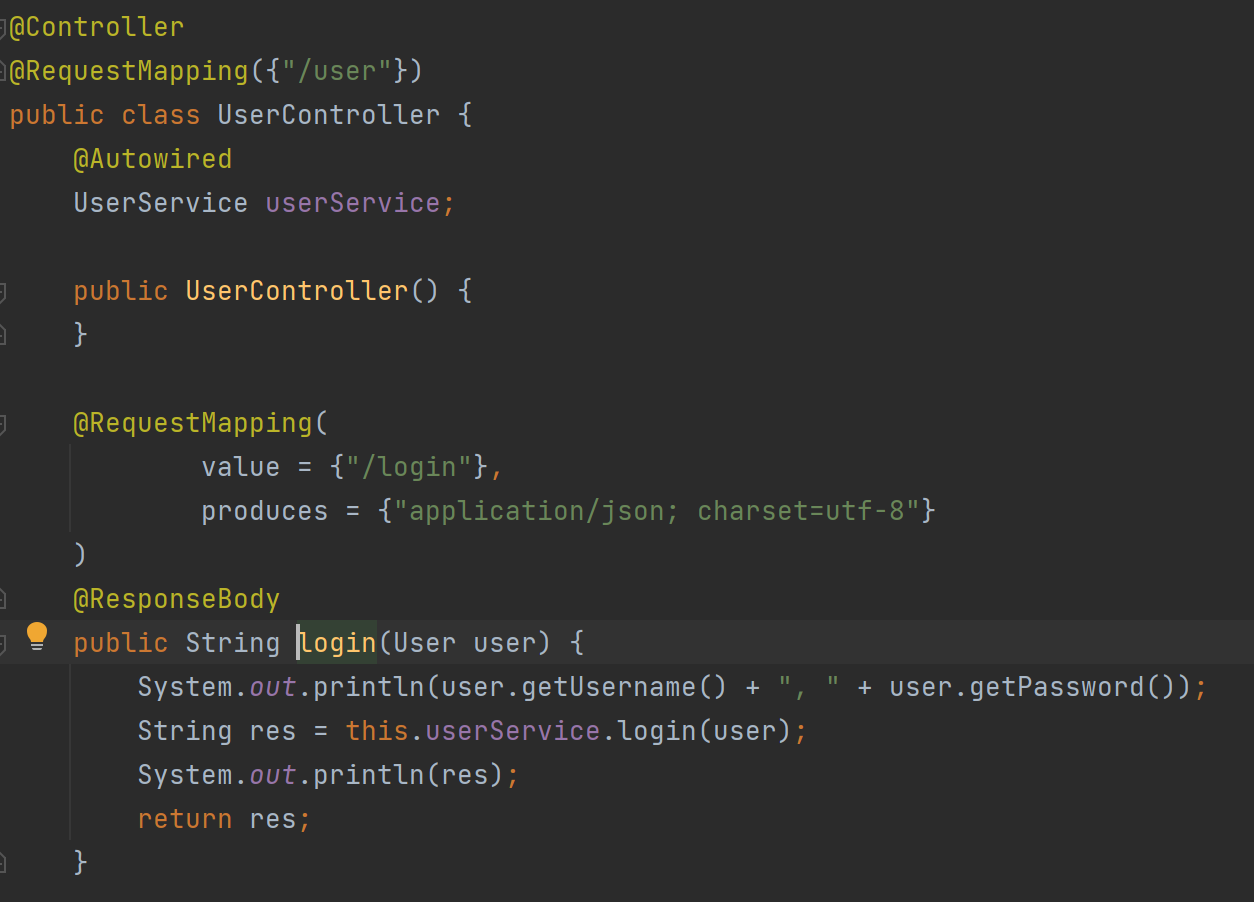 @Controller
@RequestMapping({"/user"})
public class UserController {
    @Autowired
    UserService userService;

    public UserController() {
    }

    @RequestMapping(
            value = {"/login"},
            produces = {"application/json; charset=utf-8"}
    )
    @ResponseBody
    public String login(User user) {
        System.out.println(user.getUsername() + ", " + user.getPassword());
        String res = this.userService.login(user);
        System.out.println(res);
        return res;
    }